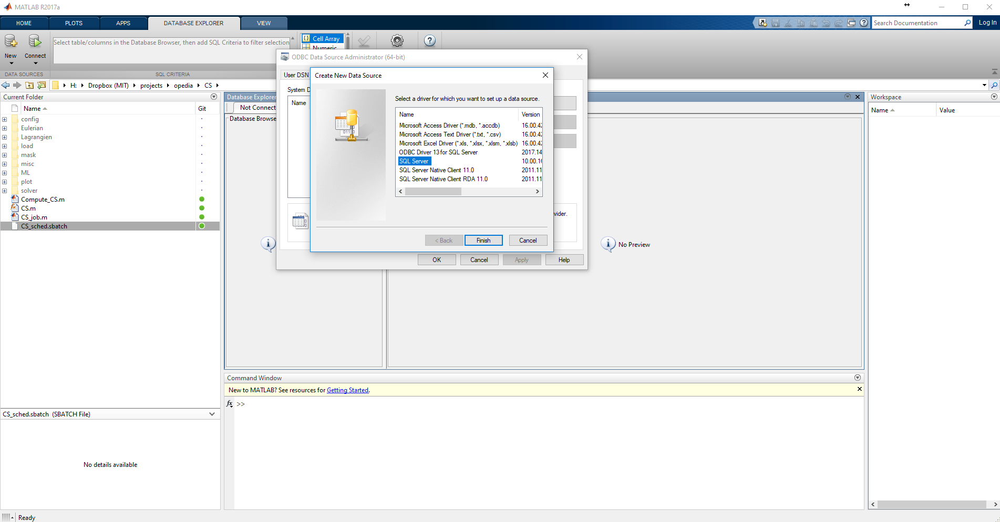 MATLAB R2017a
HOME
PLOTS
APPS
DATABASE EXPLORER
VIEW
Search Documentation
Log In
New
Connect
Select table/columns in the Database Browser, then add SQL Criteria to filter selection
Cell Array
Numeric
DATA SOURCES
SQL CRITERIA
H:
Dropbox (MIT)
projects
opedia
CS
Current Folder
Name
Git
config
Eulerian
Lagrangien
load
mask
misc
ML
plot
solver
Compute_CS.m
CS.m
CS_job.m
CS_sched.sbatch
CS_sched.sbatch (SBATCH File)
No details available
Ready
Database Explorer
Not Connect
Database Browse
ODBC Data Source Administrator (64-bit)
User DSN
System D
Name
vider.
OK
Cancel
Apply
Help
Create New Data Source
Select a driver for which you want to set up a data source.
Name Version
Microsoft Access Driver (*.mdb, *.accdb) 16.00.42
Microsoft Access Text Driver (*.txt, *.csv) 16.00.42
Microsoft Excel Driver (*.xls, *.xlsx, *.xlsm, *.xlsb) 16.00.42
ODBC Driver 13 for SQL Server 2017.14
SQL Server 10.00.10
SQL Server Native Client 11.0 2011.11
SQL Server Native Client RDA 11.0 2011.11
< Back
Finish
Cancel
No Preview
Command Window
New to MATLAB? See resources for Getting Started.
fx >>
Workspace
Name
Value